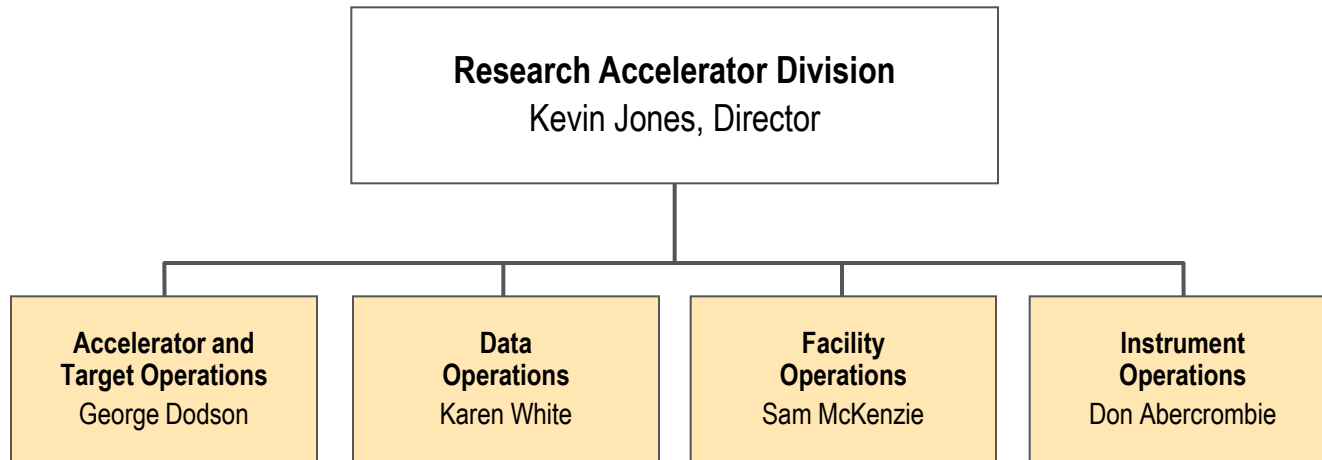 Research Accelerator Division
Kevin Jones, Director
Accelerator and
Target Operations
George Dodson
Data
Operations
Karen White
Facility
Operations
Sam McKenzie
Instrument
Operations
Don Abercrombie